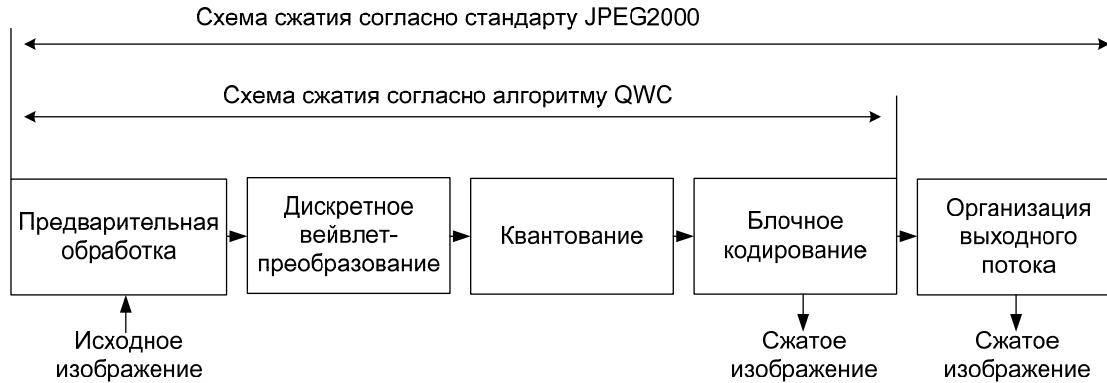 Схема сжатия согласно стандарту JPEG2000
Схема сжатия согласно алгоритму QWC
Предварительная
обработка
Дискретное
вейвлет-
преобразование
Квантование
Блочное
кодирование
Организация
выходного
потока
Исходное
изображение
Сжатое
изображение
Сжатое
изображение